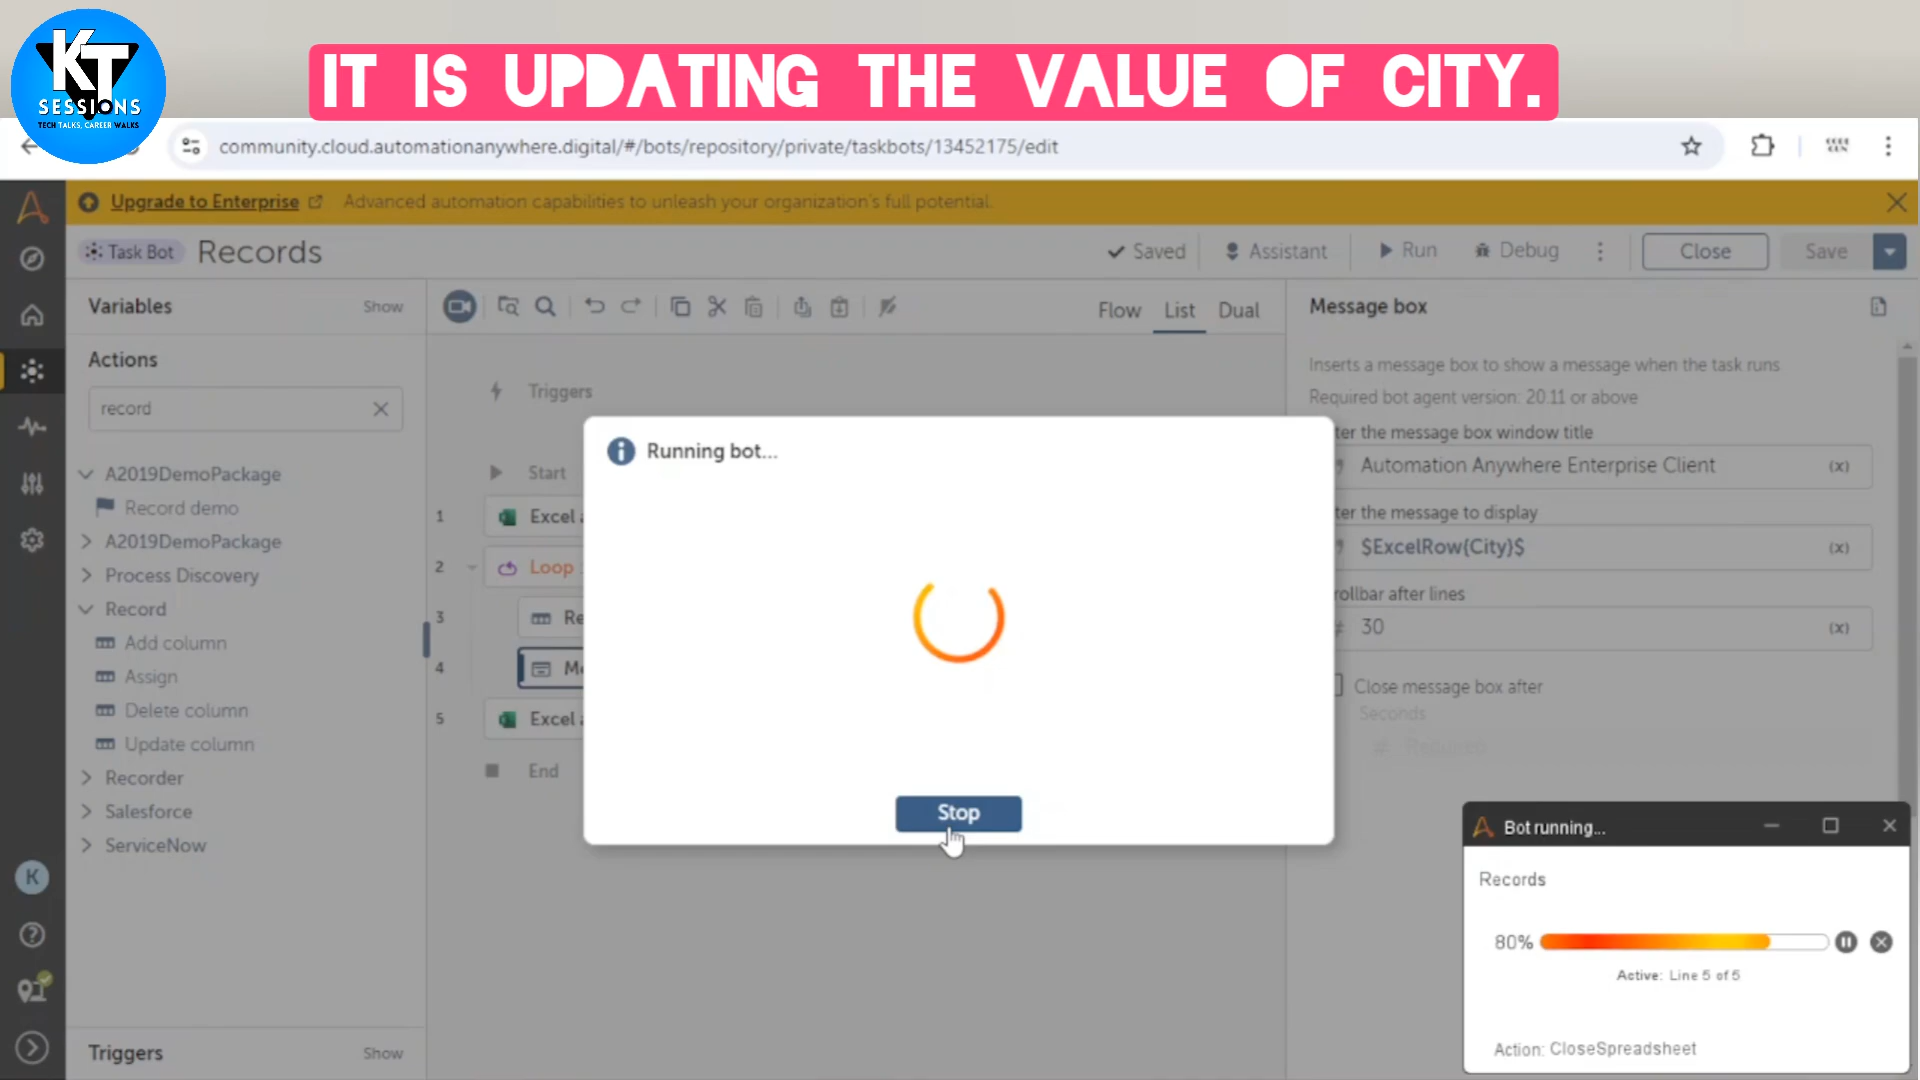 IT IS UPDATING THE VALUE OF CITY.
KT
SESSIONS
TECH TALKS, CAREER WALKS
community.cloud.automationanywhere.digital/#/bots/repository/private/taskbots/13452175/edit
Upgrade to Enterprise Advanced automation capabilities to unleash your organization's full potential.
Task Bot Records Saved Assistant Run Debug Close Save
Variables Show
Flow List Dual
Message box
Actions
record
Inserts a message box to show a message when the task runs
Required bot agent version: 20.11 or above
Triggers
ter the message box window title
Automation Anywhere Enterprise Client (x)
ter the message to display
$ExcelRow{City}$ (x)
rollbar after lines
30 (x)
Close message box after
Seconds
Required
A2019DemoPackage
Record demo
A2019DemoPackage
Process Discovery
Record
Add column
Assign
Delete column
Update column
Recorder
Salesforce
ServiceNow
Start
1 Excel a
2 Loop
3 Re
4 Me
5 Excel a
End
Running bot...
Stop
K
Triggers Show
Bot running...
Records
80%
Active: Line 5 of 5
Action: CloseSpreadsheet